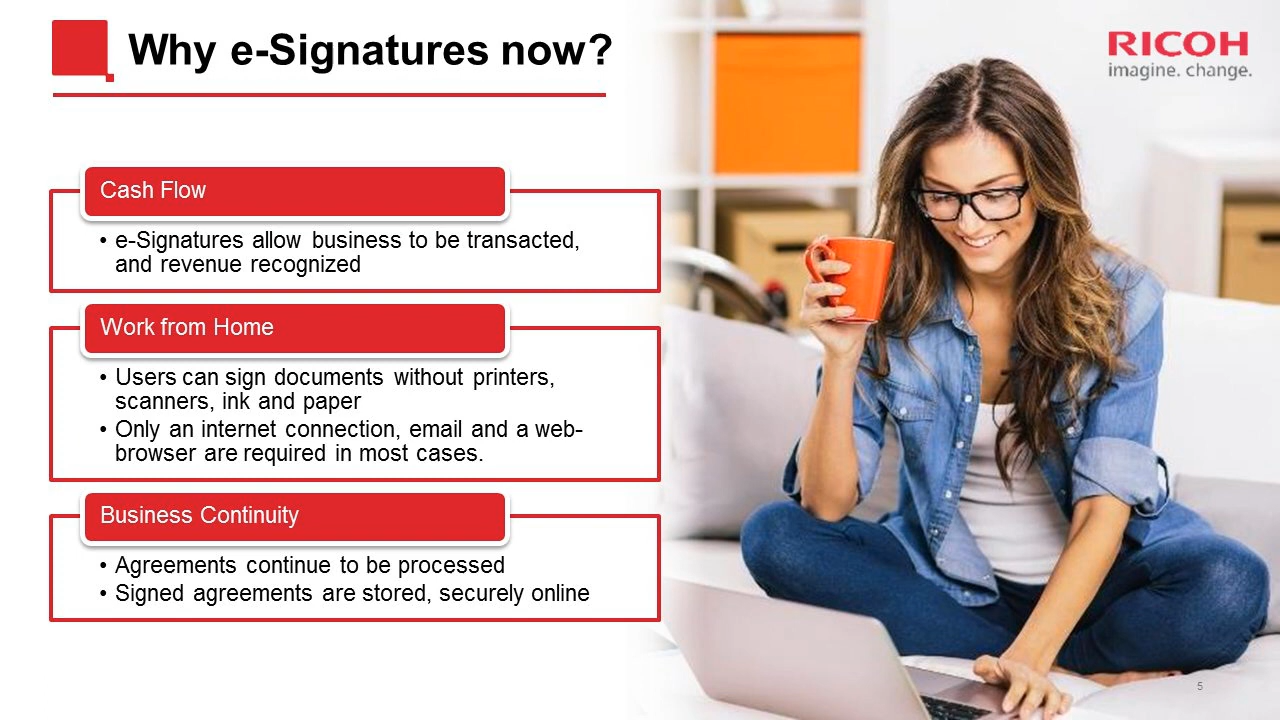 Why e-Signatures now?
RICOH
imagine. change.
Cash Flow
• e-Signatures allow business to be transacted,
and revenue recognized
Work from Home
• Users can sign documents without printers,
scanners, ink and paper
• Only an internet connection, email and a web-
browser are required in most cases.
Business Continuity
• Agreements continue to be processed
• Signed agreements are stored, securely online
5